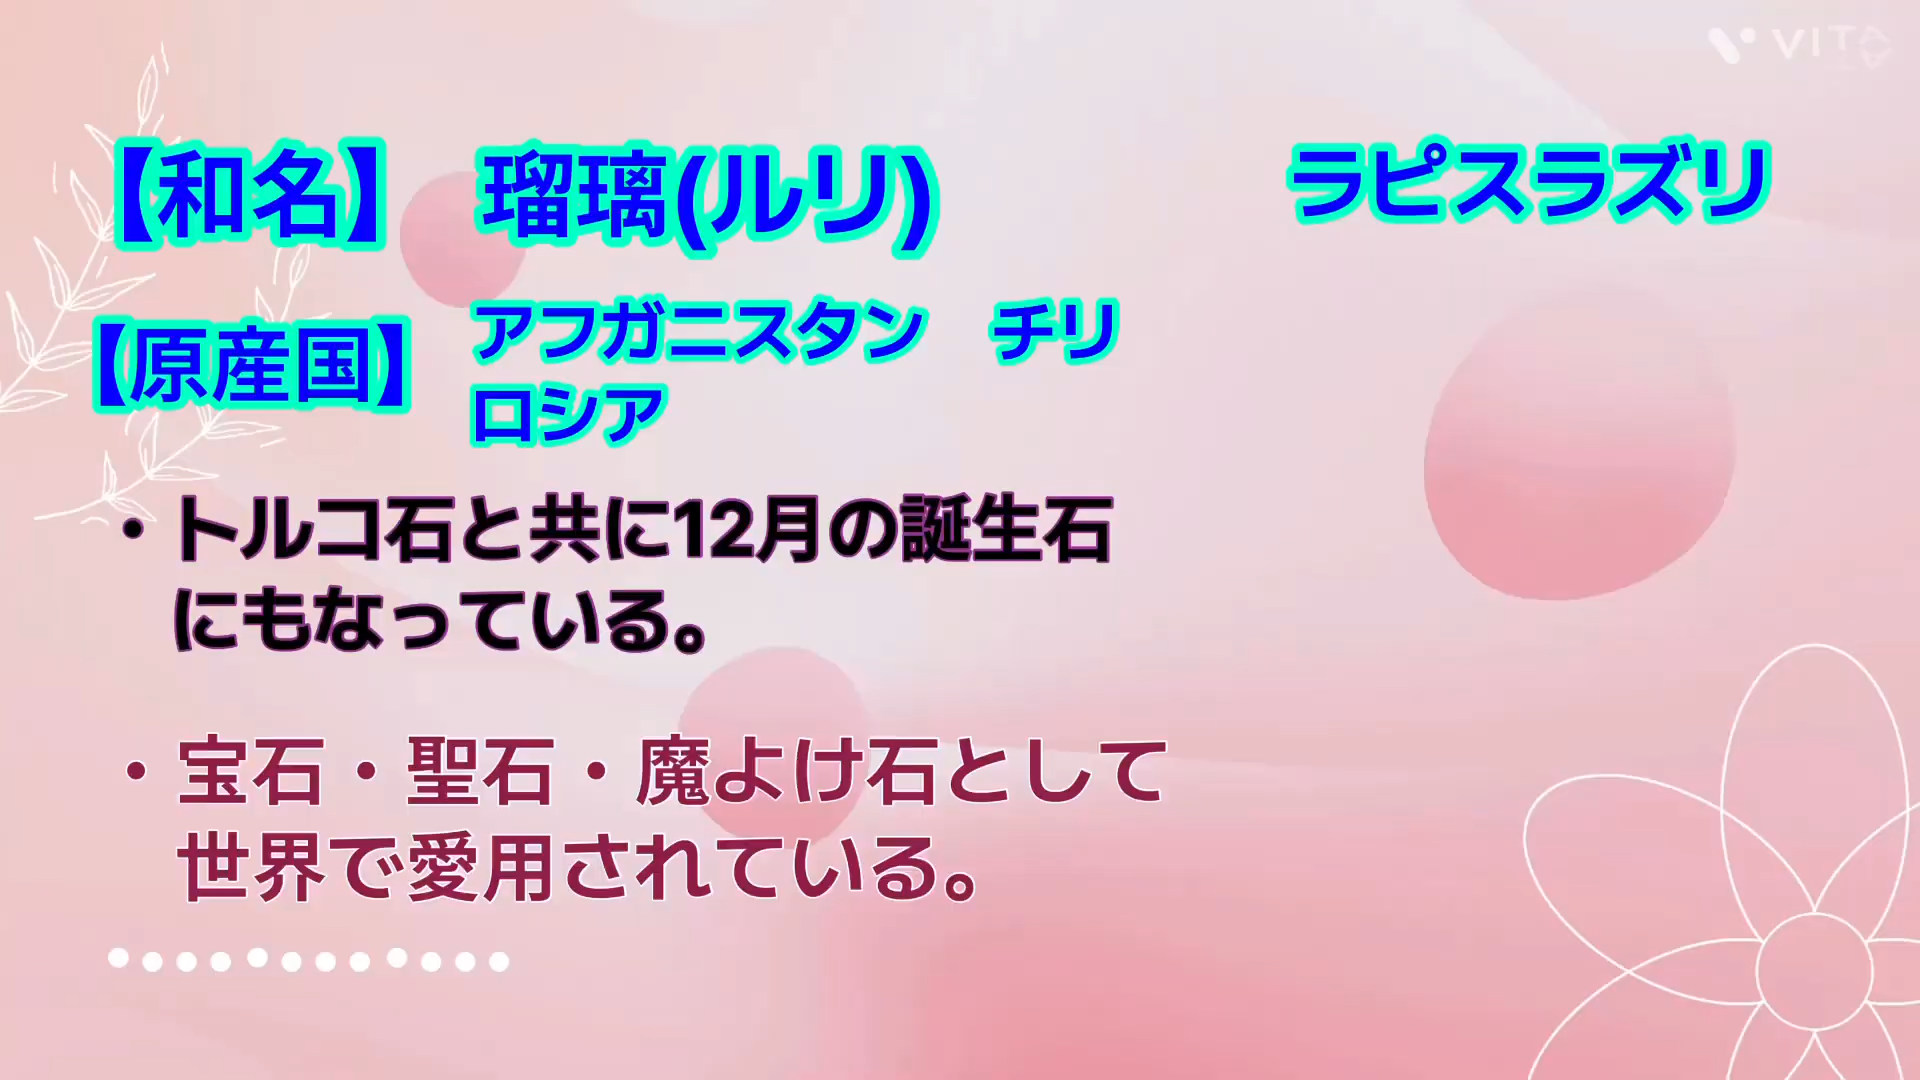 VITA
【和名】 瑠璃(ルリ)
ラピスラズリ
【原産国】 アフガニスタン チリ
ロシア
・トルコ石と共に12月の誕生石
にもなっている。
・宝石・聖石・魔よけ石として
世界で愛用されている。